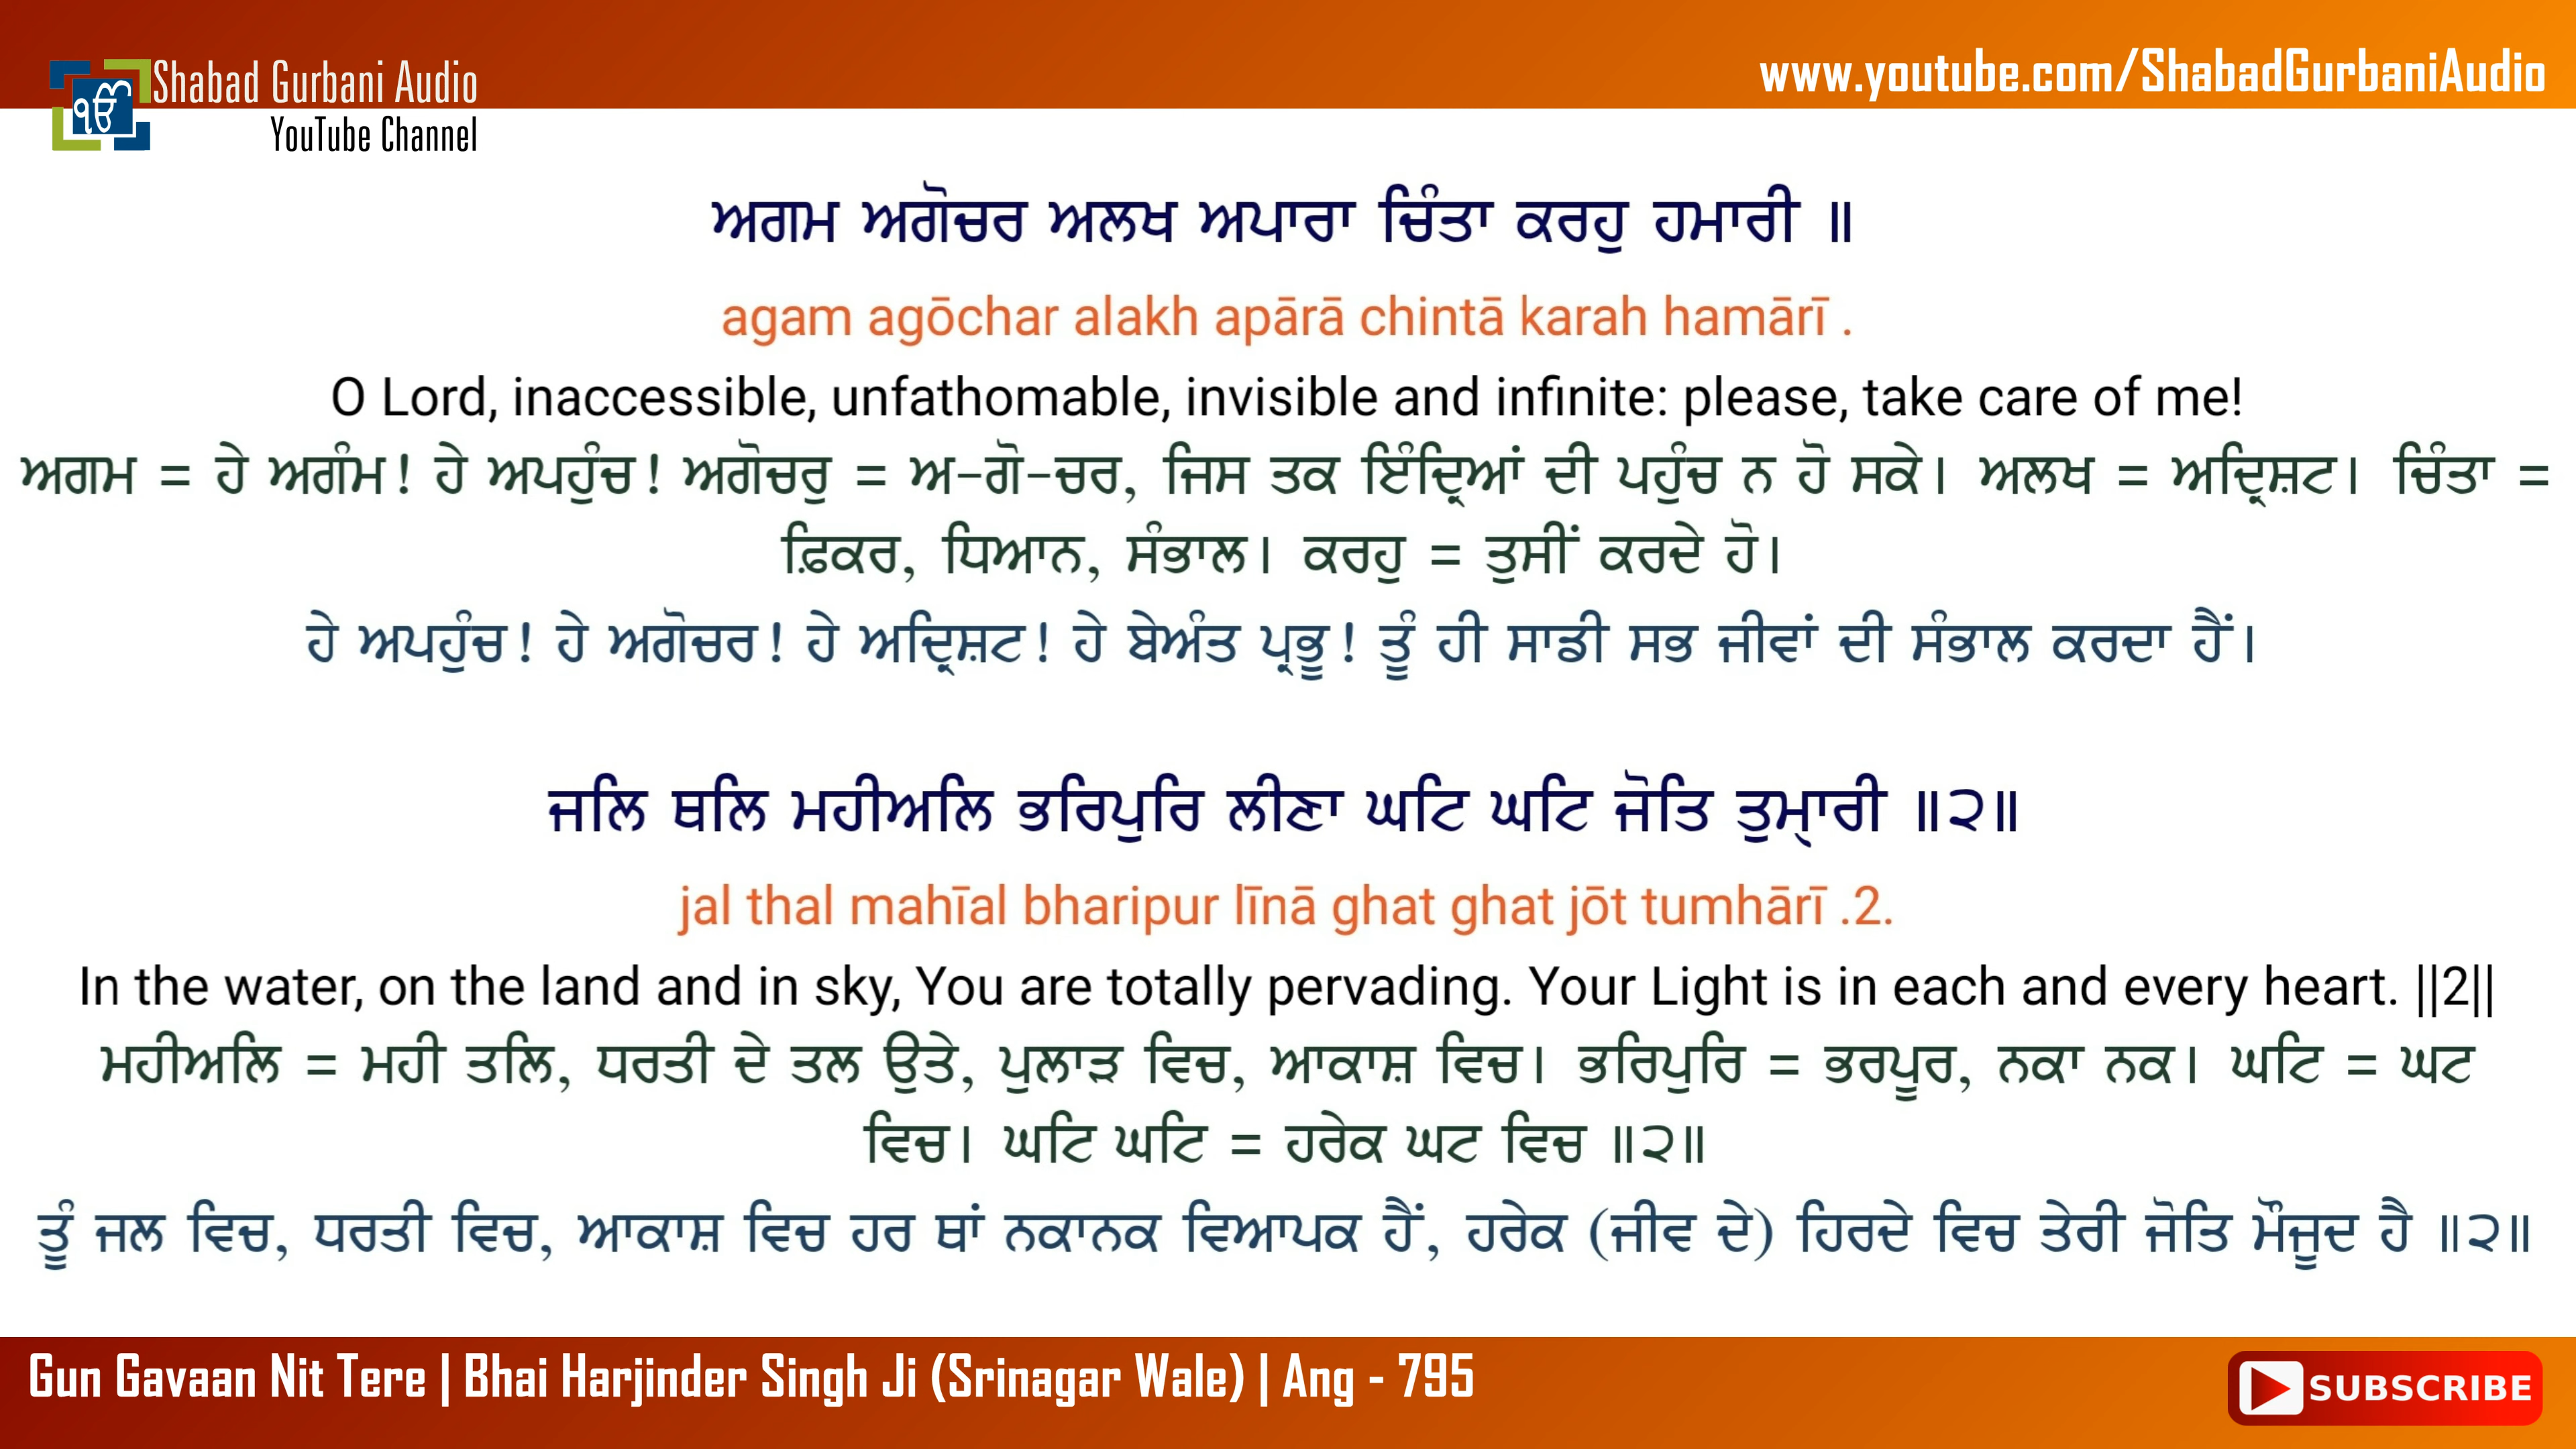 Shabad Gurbani Audio
YouTube Channel
www.youtube.com/ShabadGurbaniAudio
ੴ
ਅਗਮ ਅਗੋਚਰ ਅਲਖ ਅਪਾਰਾ ਚਿੰਤਾ ਕਰਹੁ ਹਮਾਰੀ ॥
agam agōchar alakh apārā chintā karah hamārī .
O Lord, inaccessible, unfathomable, invisible and infinite: please, take care of me!
ਅਗਮ = ਹੇ ਅਗੰਮ! ਹੇ ਅਪਹੁੰਚ! ਅਗੋਚਰੁ = ਅ-ਗੋ-ਚਰ, ਜਿਸ ਤਕ ਇੰਦ੍ਰਿਆਂ ਦੀ ਪਹੁੰਚ ਨ ਹੋ ਸਕੇ। ਅਲਖ = ਅਦ੍ਰਿਸ਼ਟ। ਚਿੰਤਾ =
ਫ਼ਿਕਰ, ਧਿਆਨ, ਸੰਭਾਲ। ਕਰਹੁ = ਤੁਸੀਂ ਕਰਦੇ ਹੋ।
ਹੇ ਅਪਹੁੰਚ! ਹੇ ਅਗੋਚਰ! ਹੇ ਅਦ੍ਰਿਸ਼ਟ! ਹੇ ਬੇਅੰਤ ਪ੍ਰਭੂ! ਤੂੰ ਹੀ ਸਾਡੀ ਸਭ ਜੀਵਾਂ ਦੀ ਸੰਭਾਲ ਕਰਦਾ ਹੈਂ।
ਜਲਿ ਥਲਿ ਮਹੀਅਲਿ ਭਰਿਪੁਰਿ ਲੀਣਾ ਘਟਿ ਘਟਿ ਜੋਤਿ ਤੁਮ੍ਹਾਰੀ ॥੨॥
jal thal mahīal bharipur līnā ghat ghat jōt tumhārī .2.
In the water, on the land and in sky, You are totally pervading. Your Light is in each and every heart. ||2||
ਮਹੀਅਲਿ = ਮਹੀ ਤਲਿ, ਧਰਤੀ ਦੇ ਤਲ ਉਤੇ, ਪੁਲਾੜ ਵਿਚ, ਆਕਾਸ਼ ਵਿਚ। ਭਰਿਪੁਰਿ = ਭਰਪੂਰ, ਨਕਾ ਨਕ। ਘਟਿ = ਘਟ
ਵਿਚ। ਘਟਿ ਘਟਿ = ਹਰੇਕ ਘਟ ਵਿਚ ॥੨॥
ਤੂੰ ਜਲ ਵਿਚ, ਧਰਤੀ ਵਿਚ, ਆਕਾਸ਼ ਵਿਚ ਹਰ ਥਾਂ ਨਕਾਨਕ ਵਿਆਪਕ ਹੈਂ, ਹਰੇਕ (ਜੀਵ ਦੇ) ਹਿਰਦੇ ਵਿਚ ਤੇਰੀ ਜੋਤਿ ਮੌਜੂਦ ਹੈ ॥੨॥
Gun Gavaan Nit Tere | Bhai Harjinder Singh Ji (Srinagar Wale) | Ang - 795
SUBSCRIBE